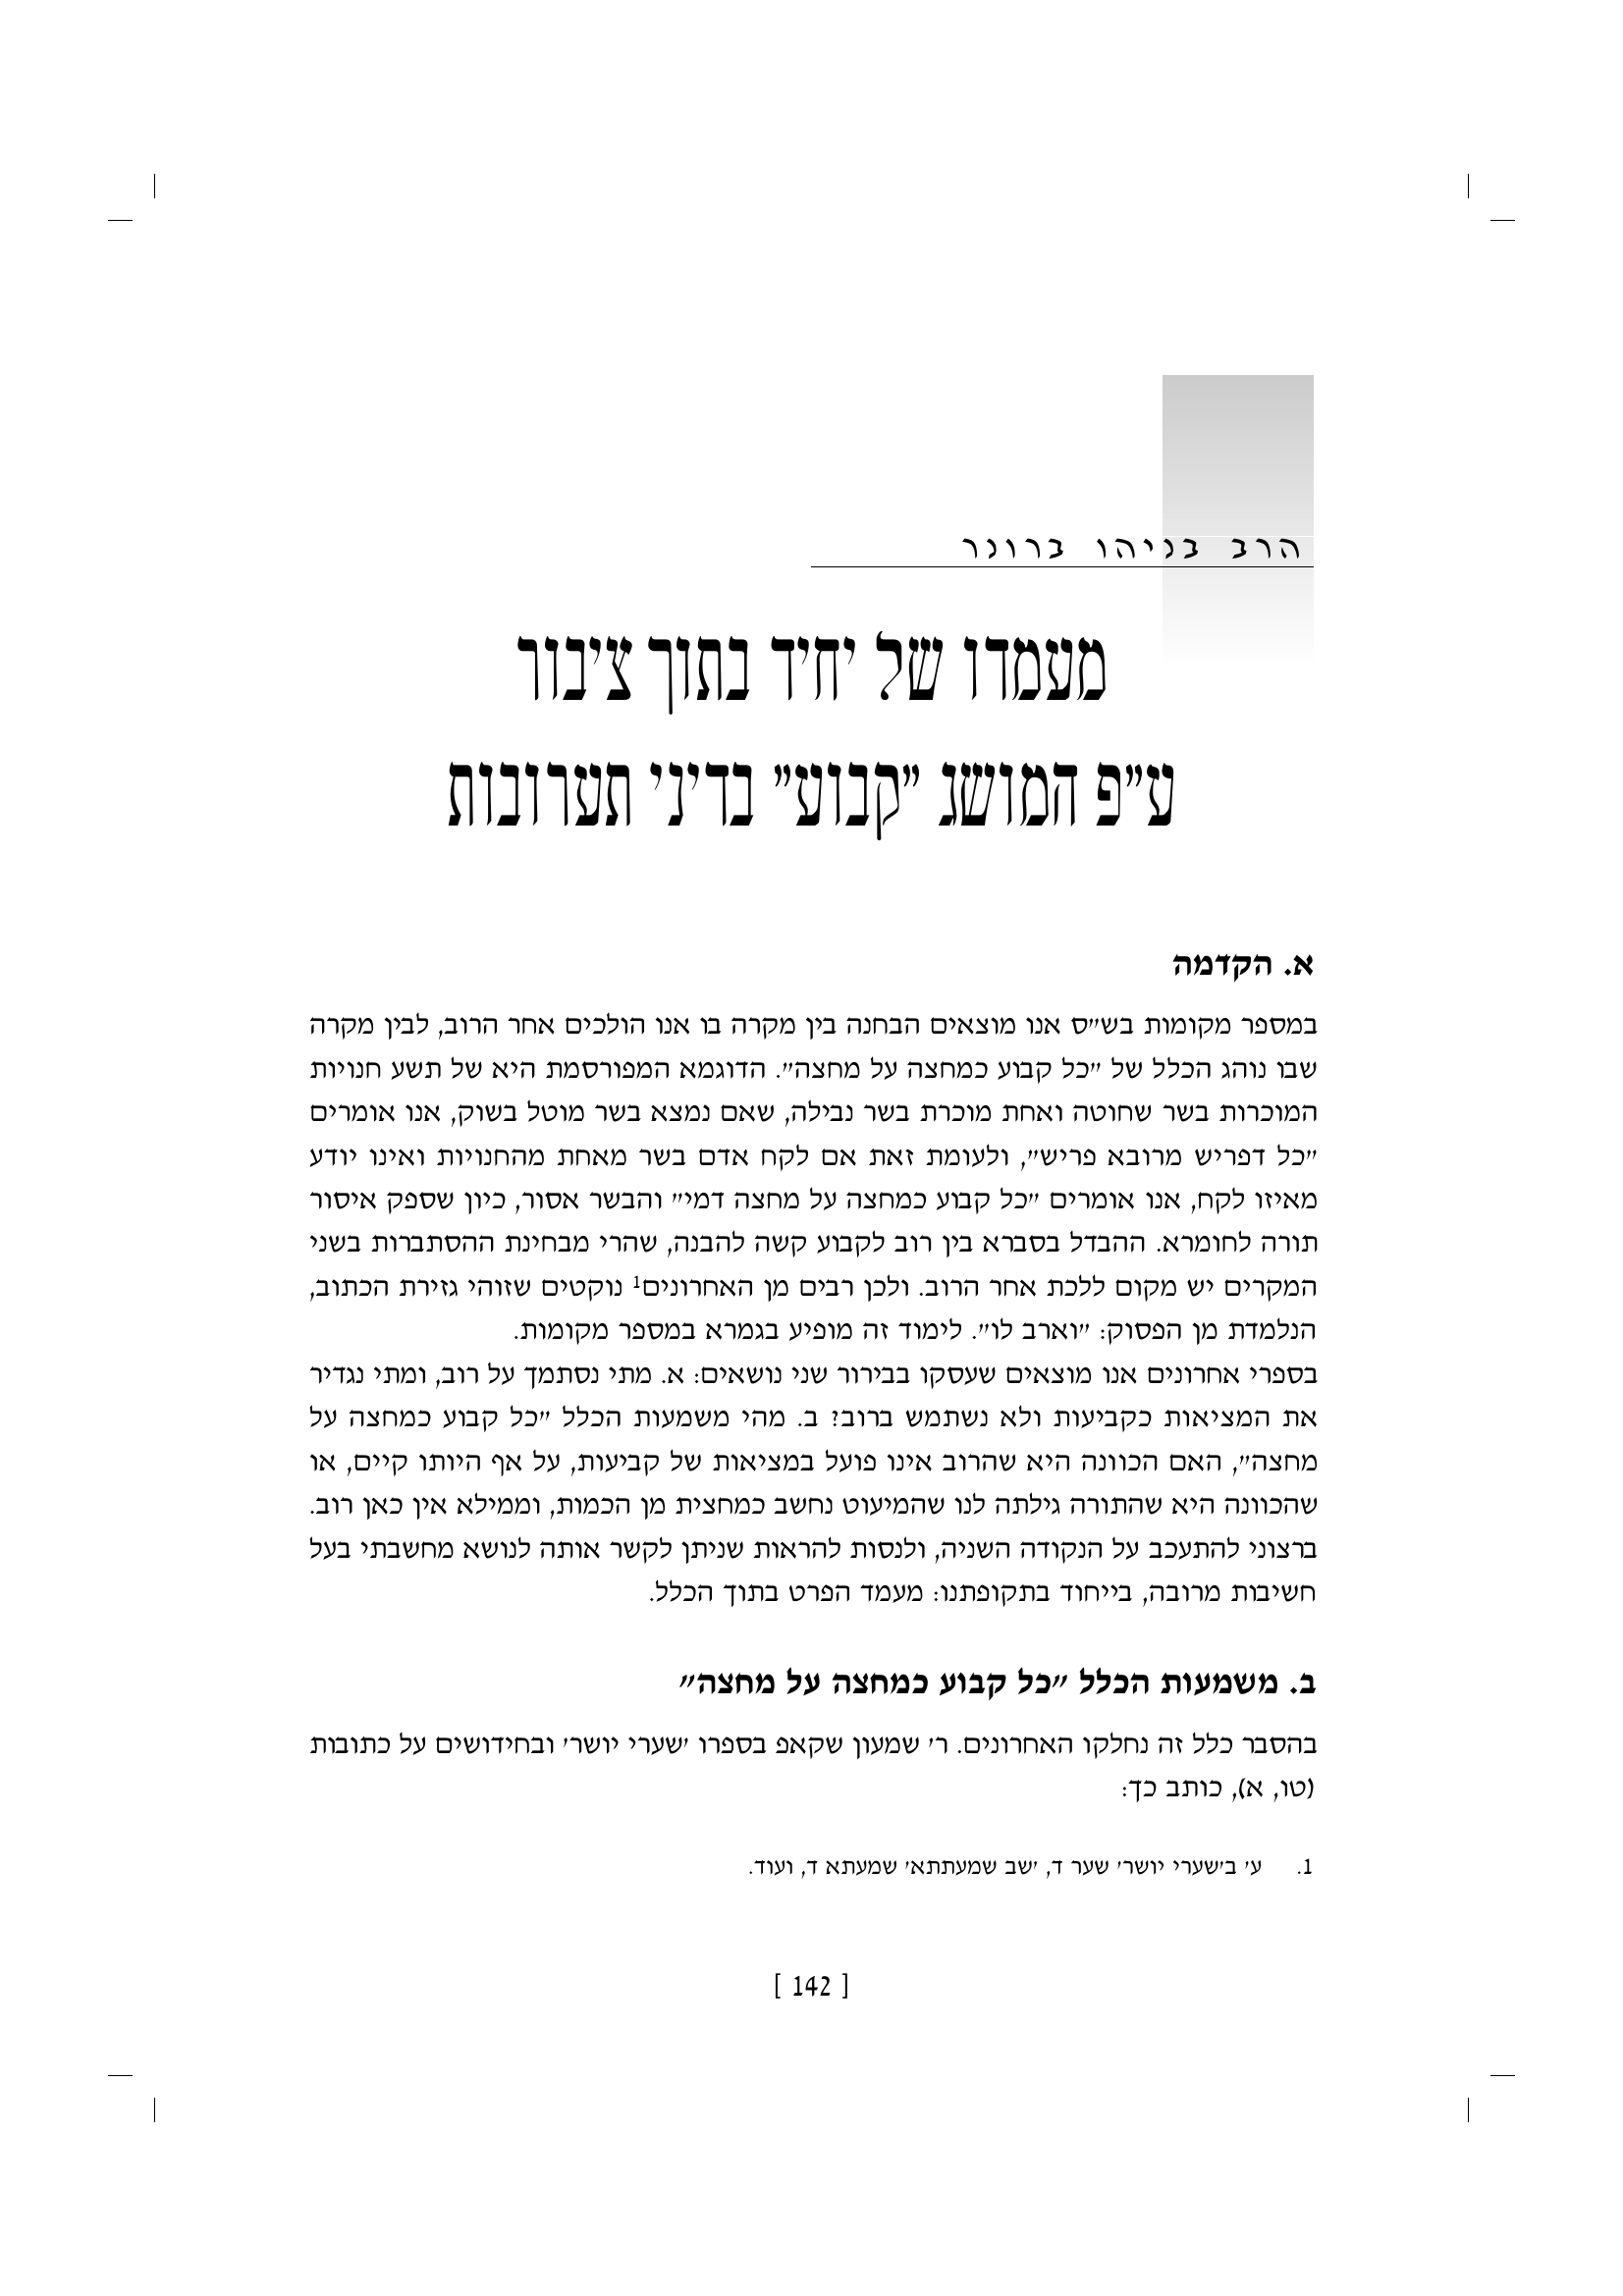 הרב בניהו ברונר
מעמדו של יחיד בתוך ציבור
ע״פ המושג ״קבוע״ בדיני תערובות
א. הקדמה
במספר מקומות בש״ס אנו מוצאים הבחנה בין מקרה בו אנו הולכים אחר הרוב, לבין מקרה
שבו נוהג הכלל של ״כל קבוע כמחצה על מחצה״. הדוגמא המפורסמת היא של תשע חנויות
המוכרות בשר שחוטה ואחת מוכרת בשר נבילה, שאם נמצא בשר מוטל בשוק, אנו אומרים
״כל דפריש מרובא פריש״, ולעומת זאת אם לקח אדם בשר מאחת מהחנויות ואינו יודע
מאיזו לקח, אנו אומרים ״כל קבוע כמחצה על מחצה דמי״ והבשר אסור, כיון שספק איסור
תורה לחומרא. ההבדל בסברא בין רוב לקבוע קשה להבנה, שהרי מבחינת ההסתברות בשני
המקרים יש מקום ללכת אחר הרוב. ולכן רבים מן האחרונים1 נוקטים שזוהי גזירת הכתוב,
הנלמדת מן הפסוק: ״וארב לו״. לימוד זה מופיע בגמרא במספר מקומות.
בספרי אחרונים אנו מוצאים שעסקו בבירור שני נושאים: א. מתי נסתמך על רוב, ומתי נגדיר
את המציאות כקביעות ולא נשתמש ברוב? ב. מהי משמעות הכלל ״כל קבוע כמחצה על
מחצה״, האם הכוונה היא שהרוב אינו פועל במציאות של קביעות, על אף היותו קיים, או
שהכוונה היא שהתורה גילתה לנו שהמיעוט נחשב כמחצית מן הכמות, וממילא אין כאן רוב.
ברצוני להתעכב על הנקודה השניה, ולנסות להראות שניתן לקשר אותה לנושא מחשבתי בעל
חשיבות מרובה, בייחוד בתקופתנו: מעמד הפרט בתוך הכלל.
ב. משמעות הכלל ״כל קבוע כמחצה על מחצה״
בהסבר כלל זה נחלקו האחרונים. ר׳ שמעון שקאפ בספרו ׳שערי יושר׳ ובחידושים על כתובות
(טו, א), כותב כך:
1. ע׳ ב׳שערי יושר׳ שער ד, ׳שב שמעתתא׳ שמעתא ד, ועוד.
[ 142 ]